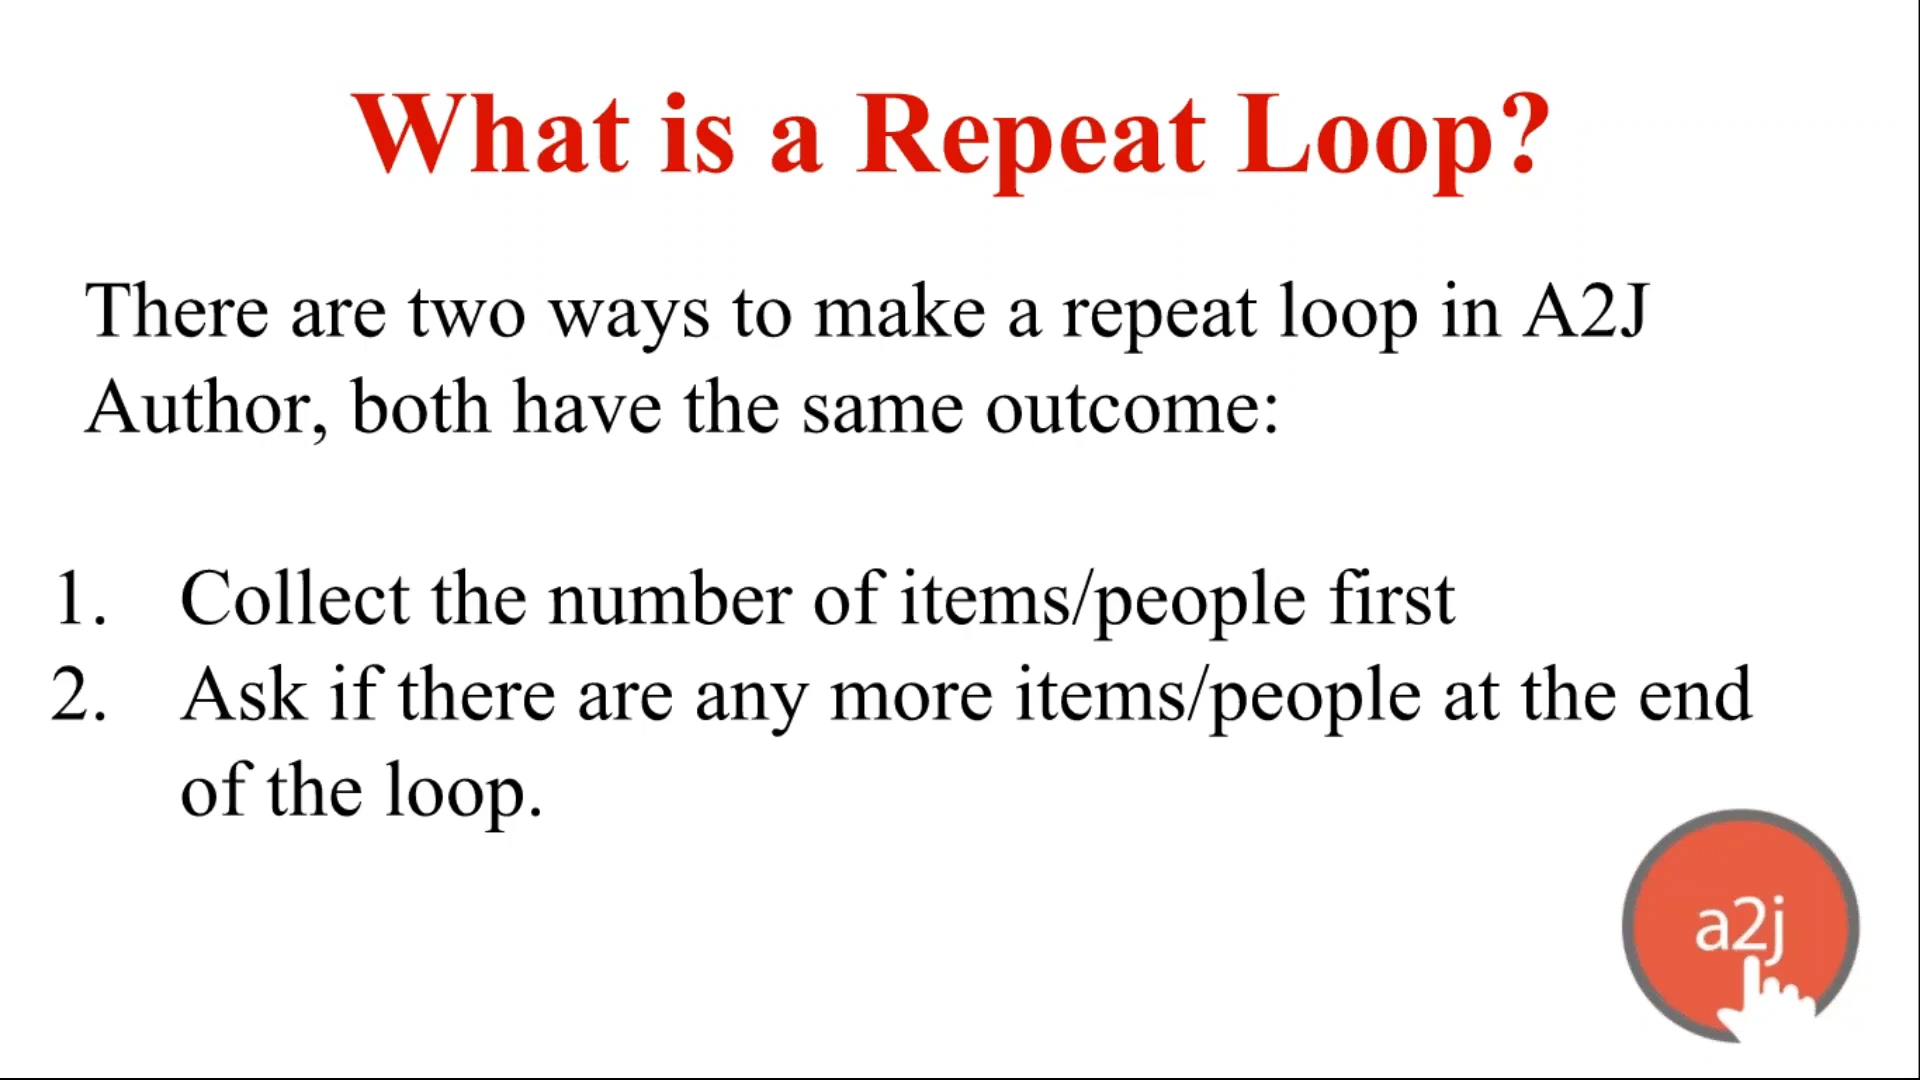 What is a Repeat Loop?
There are two ways to make a repeat loop in A2J
Author, both have the same outcome:
1. Collect the number of items/people first
2. Ask if there are any more items/people at the end
of the loop.
a2j